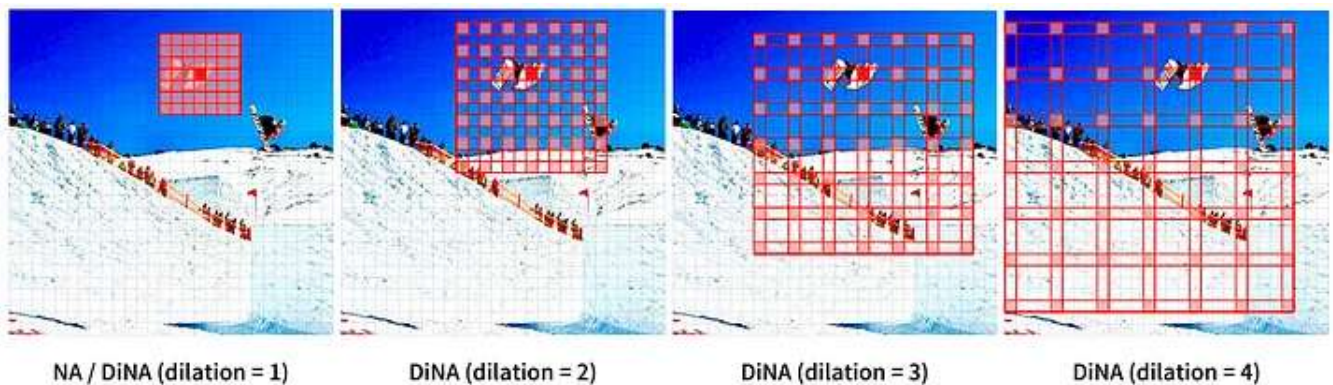 NA / DiNA (dilation = 1)
DiNA (dilation = 2)
DiNA (dilation = 3)
DiNA (dilation = 4)